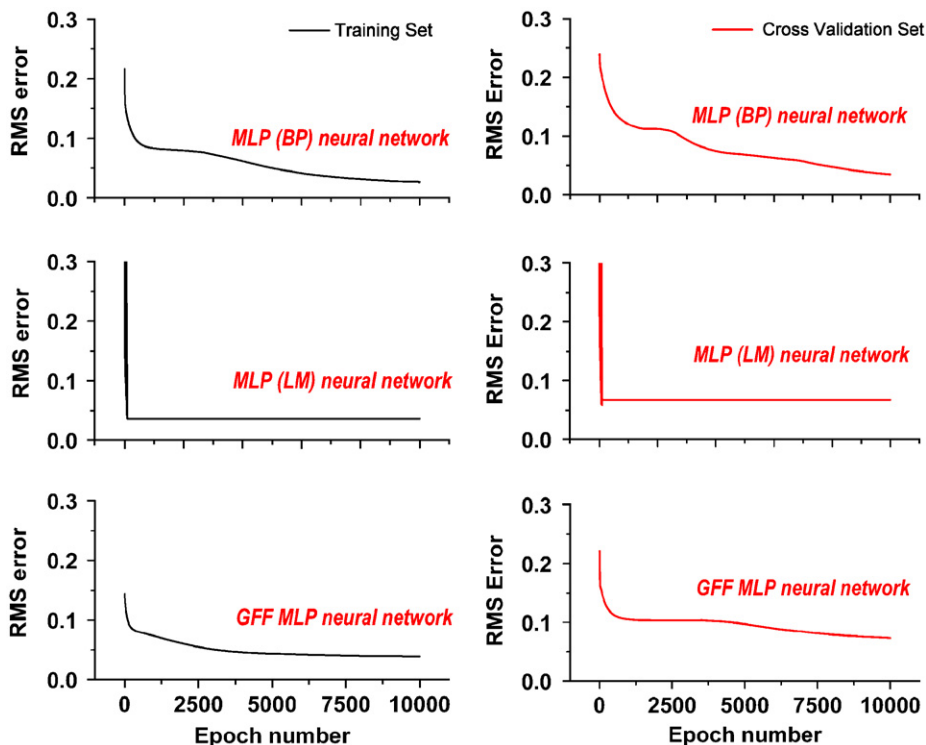 0.3
0.2
0.1
0.0
RMS error
Training Set
MLP (BP) neural network
0.3
0.2
0.1
0.0
RMS Error
Cross Validation Set
MLP (BP) neural network
0.3
0.2
0.1
0.0
RMS error
MLP (LM) neural network
0.3
0.2
0.1
0.0
RMS Error
MLP (LM) neural network
0.3
0.2
0.1
0.0
RMS error
GFF MLP neural network
0 2500 5000 7500 10000
Epoch number
0.3
0.2
0.1
0.0
RMS Error
GFF MLP neural network
0 2500 5000 7500 10000
Epoch number